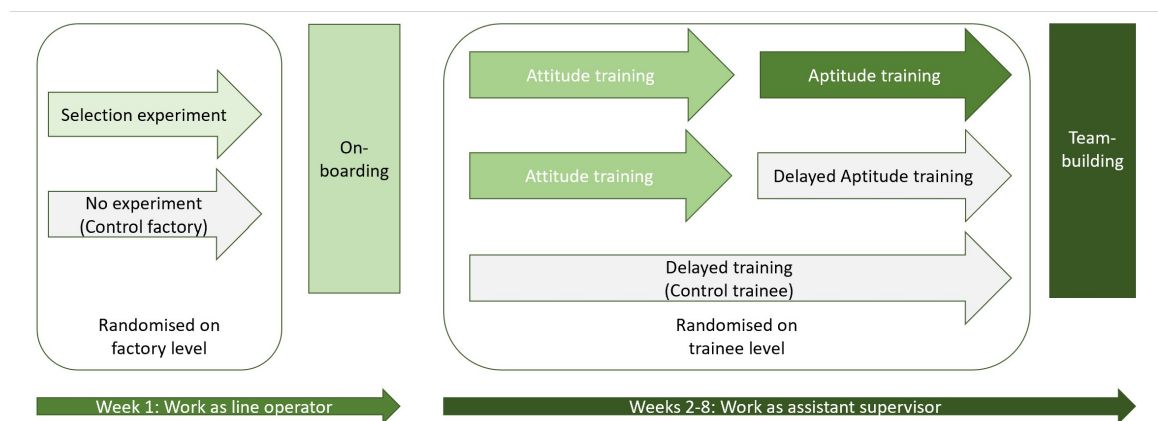 Selection experiment
No experiment
(Control factory)
Randomised on
factory level
On-
boarding
Attitude training
Aptitude training
Attitude training
Delayed Aptitude training
Delayed training
(Control trainee)
Randomised on
trainee level
Team-
building
Week 1: Work as line operator
Weeks 2-8: Work as assistant supervisor